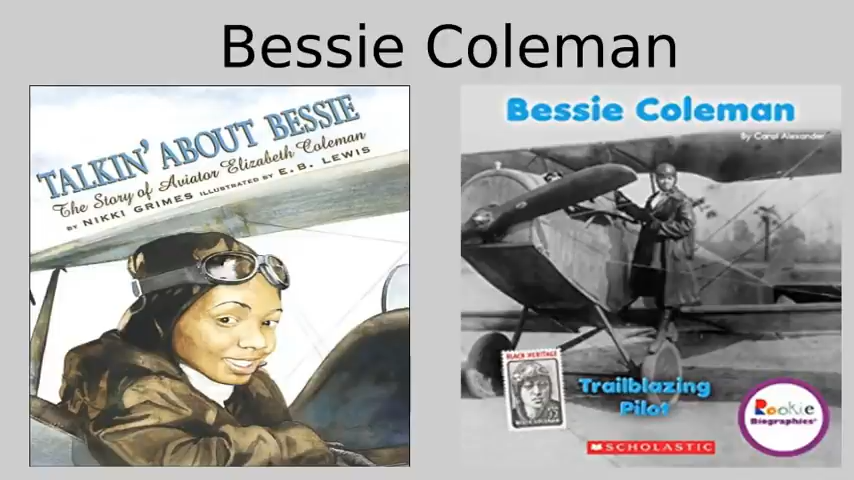 Bessie Coleman
TALKIN' ABOUT BESSIE
The Story of Aviator Elizabeth Coleman
BY NIKKI GRIMES ILLUSTRATED BY E. B. LEWIS
Bessie Coleman
By Carol Alexander
BLACK HERITAGE
Trailblazing
Pilot
Rookie
Biographies®
SCHOLASTIC